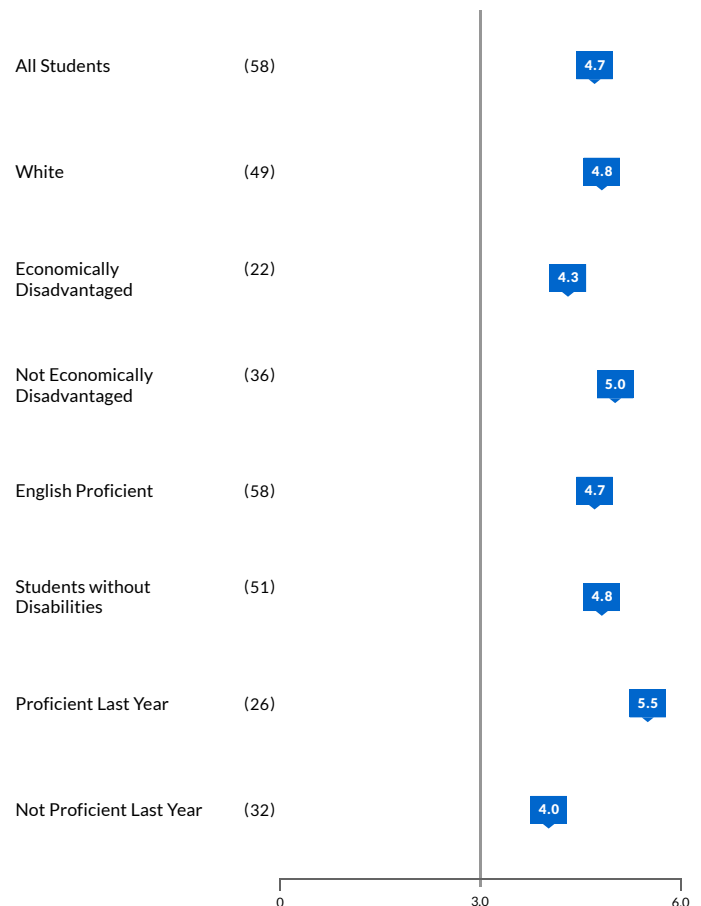 All Students (58) 4.7
White (49) 4.8
Economically (22) 4.3
Disadvantaged
Not Economically (36) 5.0
Disadvantaged
English Proficient (58) 4.7
Students without (51) 4.8
Disabilities
Proficient Last Year (26) 5.5
Not Proficient Last Year (32) 4.0
0 3.0 6.0